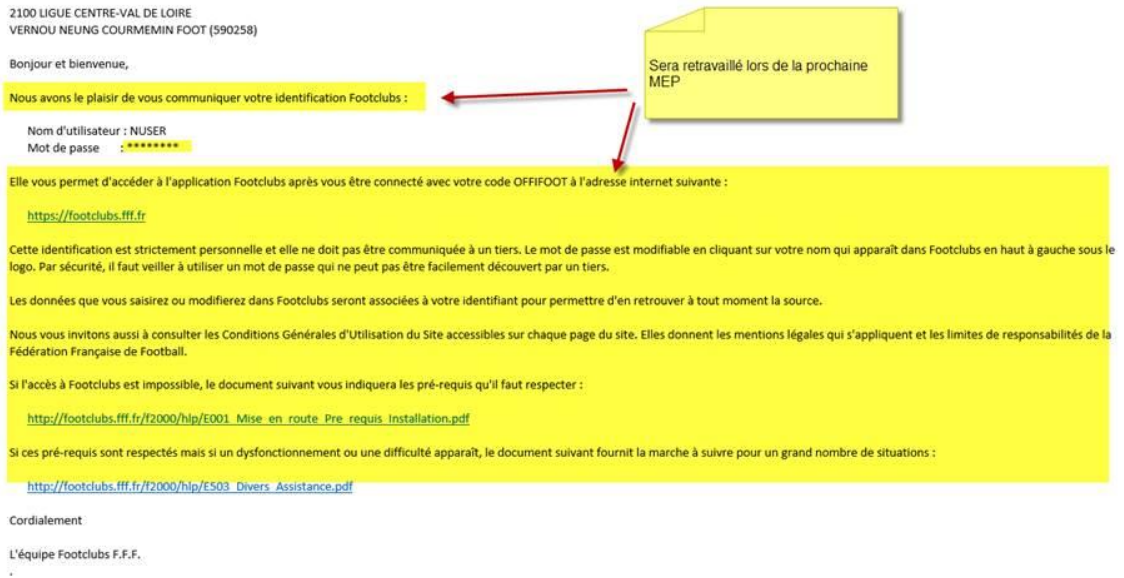 2100 LIGUE CENTRE-VAL DE LOIRE
VERNOU NEUNG COURMEMIN FOOT (590258)
Bonjour et bienvenue,
Sera retravaillé lors de la prochaine
MEP
Nous avons le plaisir de vous communiquer votre identification Footclubs :
Nom d'utilisateur : NUSER
Mot de passe : ********
Elle vous permet d'accéder à l'application Footclubs après vous être connecté avec votre code OFFIFOOT à l'adresse internet suivante :
https://footclubs.fff.fr
Cette identification est strictement personnelle et elle ne doit pas être communiquée à un tiers. Le mot de passe est modifiable en cliquant sur votre nom qui apparaît dans Footclubs en haut à gauche sous le
logo. Par sécurité, il faut veiller à utiliser un mot de passe qui ne peut pas être facilement découvert par un tiers.
Les données que vous saisirez ou modifierez dans Footclubs seront associées à votre identifiant pour permettre d'en retrouver à tout moment la source.
Nous vous invitons aussi à consulter les Conditions Générales d'Utilisation du Site accessibles sur chaque page du site. Elles donnent les mentions légales qui s'appliquent et les limites de responsabilités de la
Fédération Française de Football.
Si l'accès à Footclubs est impossible, le document suivant vous indiquera les pré-requis qu'il faut respecter :
http://footclubs.fff.fr/f2000/hlp/E001_Mise_en_route_Pre_requis_Installation.pdf
Si ces pré-requis sont respectés mais si un dysfonctionnement ou une difficulté apparaît, le document suivant fournit la marche à suivre pour un grand nombre de situations :
http://footclubs.fff.fr/f2000/hlp/E503_Divers_Assistance.pdf
Cordialement
L'équipe Footclubs F.F.F.
.